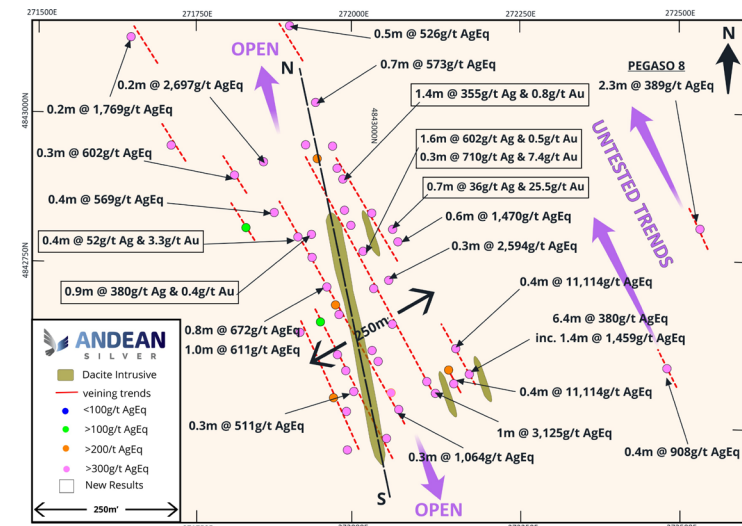 271500E
271750E
272000E
272250E
272500E
0.5m @ 526g/t AgEq
OPEN
N
N
0.7m @ 573g/t AgEq
PEGASO 8
2.3m @ 389g/t AgEq
0.2m @ 2,697g/t AgEq
1.4m @ 355g/t Ag & 0.8g/t Au
0.2m @ 1,769g/t AgEq
4843000N
4843000N
1.6m @ 602g/t Ag & 0.5g/t Au
0.3m @ 710g/t Ag & 7.4g/t Au
0.3m @ 602g/t AgEq
UNTESTED TRENDS
0.7m @ 36g/t Ag & 25.5g/t Au
0.4m @ 569g/t AgEq
0.6m @ 1,470g/t AgEq
0.4m @ 52g/t Ag & 3.3g/t Au
0.3m @ 2,594g/t AgEq
4842750N
0.4m @ 11,114g/t AgEq
0.9m @ 380g/t Ag & 0.4g/t Au
250m
6.4m @ 380g/t AgEq
inc. 1.4m @ 1,459g/t AgEq
0.8m @ 672g/t AgEq
1.0m @ 611g/t AgEq
ANDEAN
SILVER
Dacite Intrusive
veining trends
<100g/t AgEq
>100g/t AgEq
>200/t AgEq
>300g/t AgEq
New Results
250m'
0.4m @ 11,114g/t AgEq
0.3m @ 511g/t AgEq
1m @ 3,125g/t AgEq
0.3m @ 1,064g/t AgEq
0.4m @ 908g/t AgEq
S
OPEN